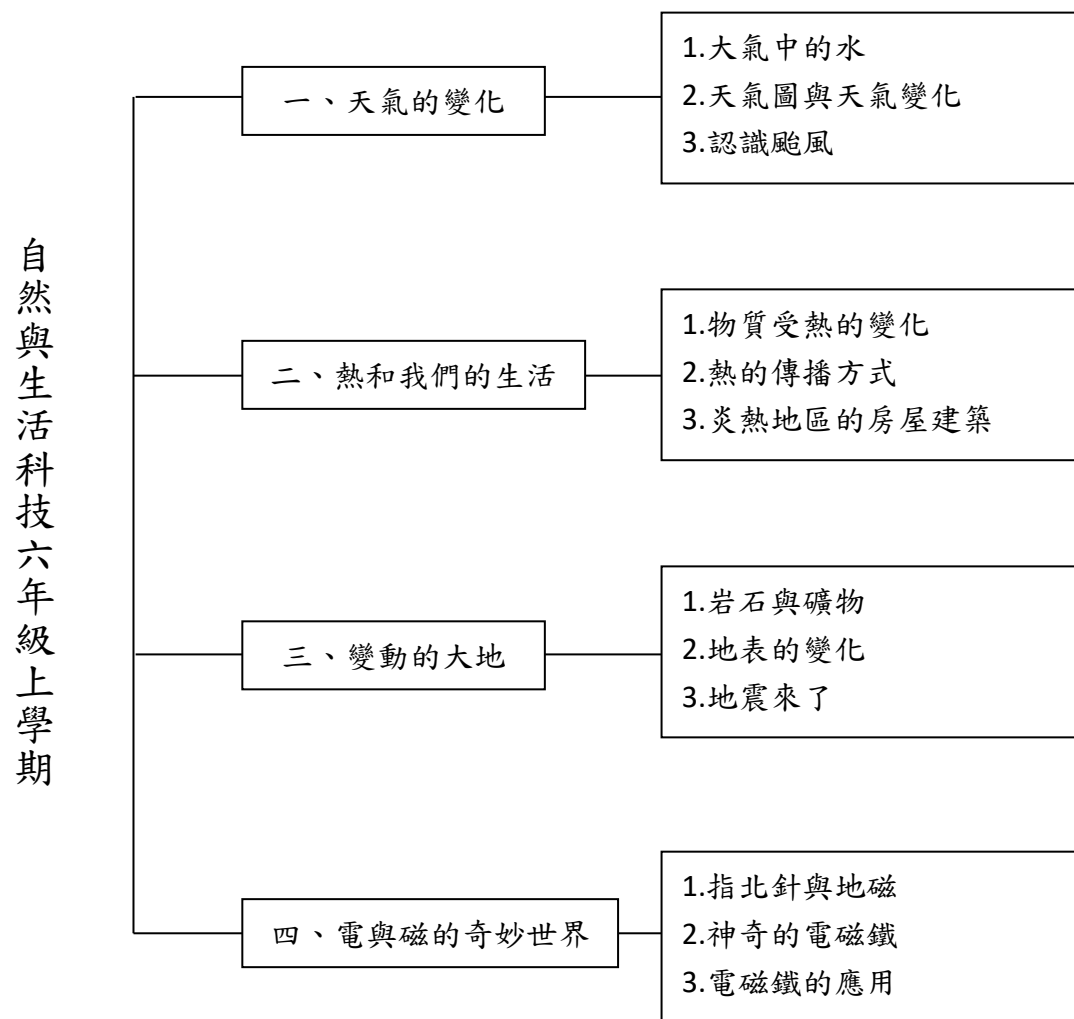 自然與生活科技六年級上學期
一、天氣的變化
1.大氣中的水
2.天氣圖與天氣變化
3.認識颱風
二、熱和我們的生活
1.物質受熱的變化
2.熱的傳播方式
3.炎熱地區的房屋建築
三、變動的大地
1.岩石與礦物
2.地表的變化
3.地震來了
四、電與磁的奇妙世界
1.指北針與地磁
2.神奇的電磁鐵
3.電磁鐵的應用